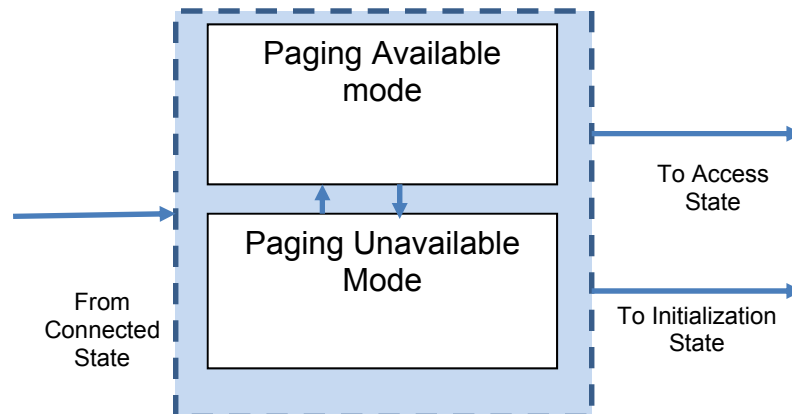 Paging Available
mode
To Access
State
Paging Unavailable
Mode
From
Connected
State
To Initialization
State